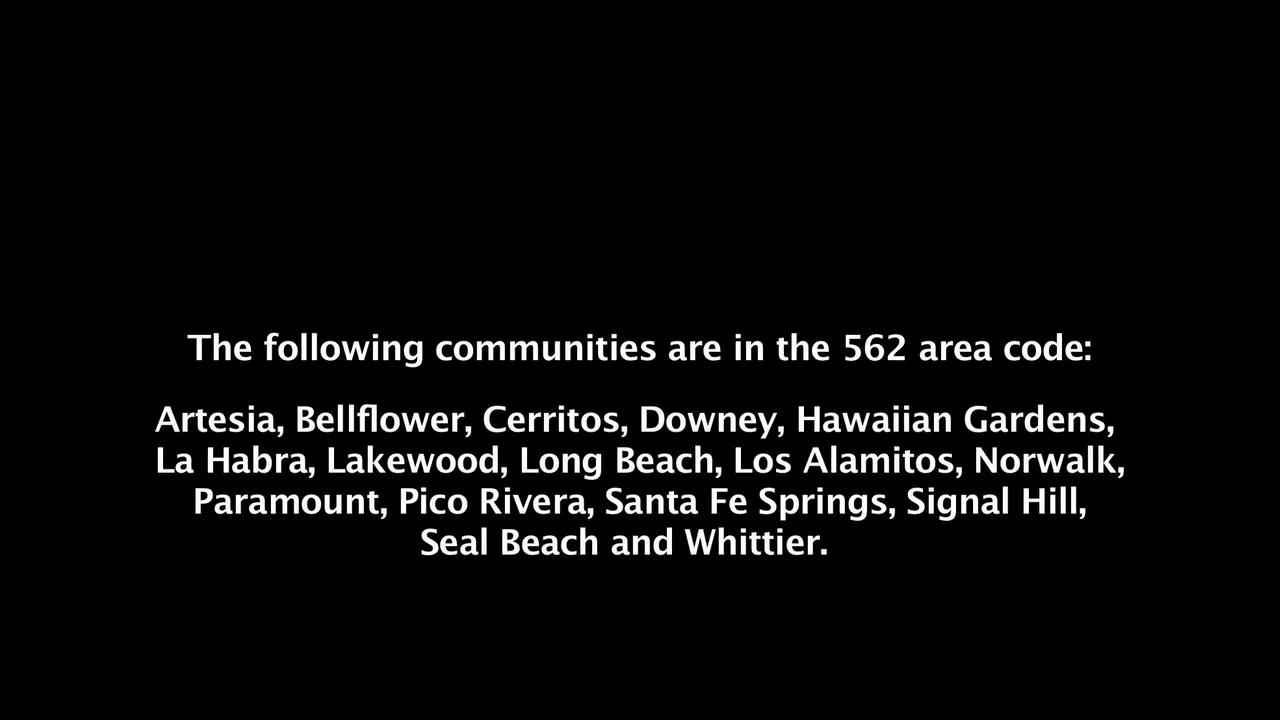 The following communities are in the 562 area code:
Artesia, Bellflower, Cerritos, Downey, Hawaiian Gardens,
La Habra, Lakewood, Long Beach, Los Alamitos, Norwalk,
Paramount, Pico Rivera, Santa Fe Springs, Signal Hill,
Seal Beach and Whittier.